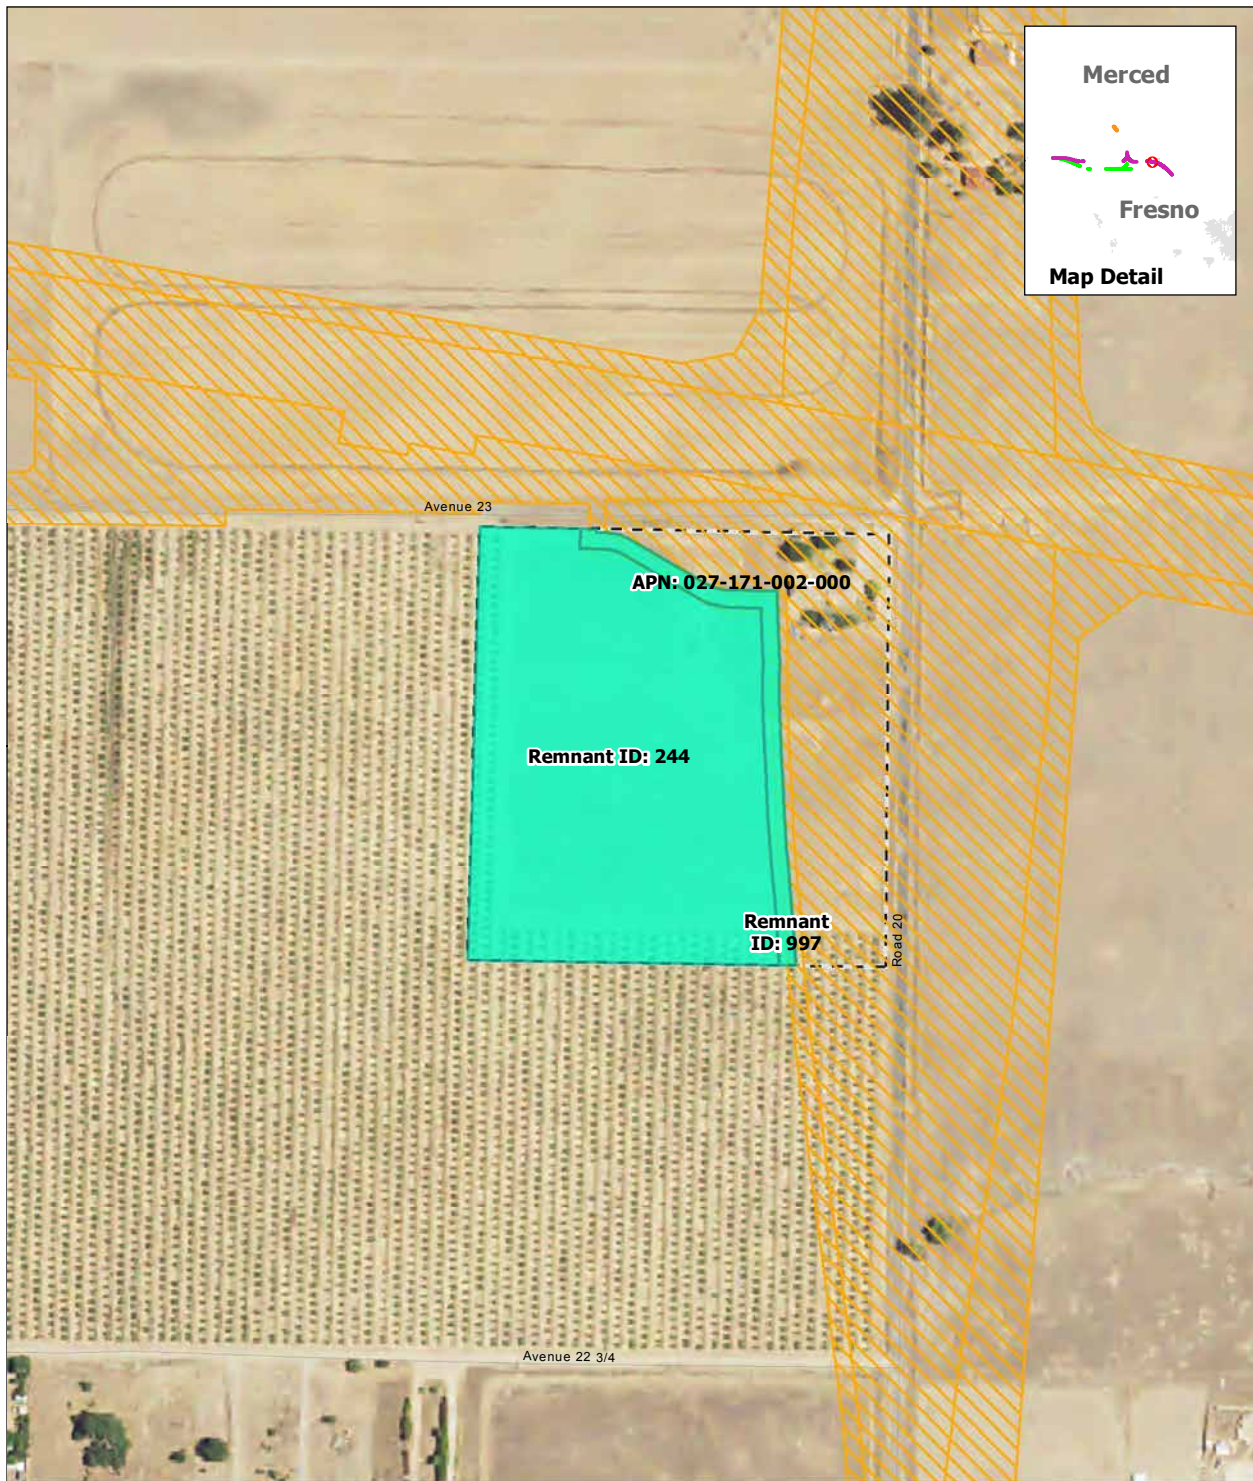 Merced
Fresno
Map Detail
Avenue 23
APN: 027-171-002-000
Remnant ID: 244
Remnant
ID: 997
Road 20
Avenue 22 3/4